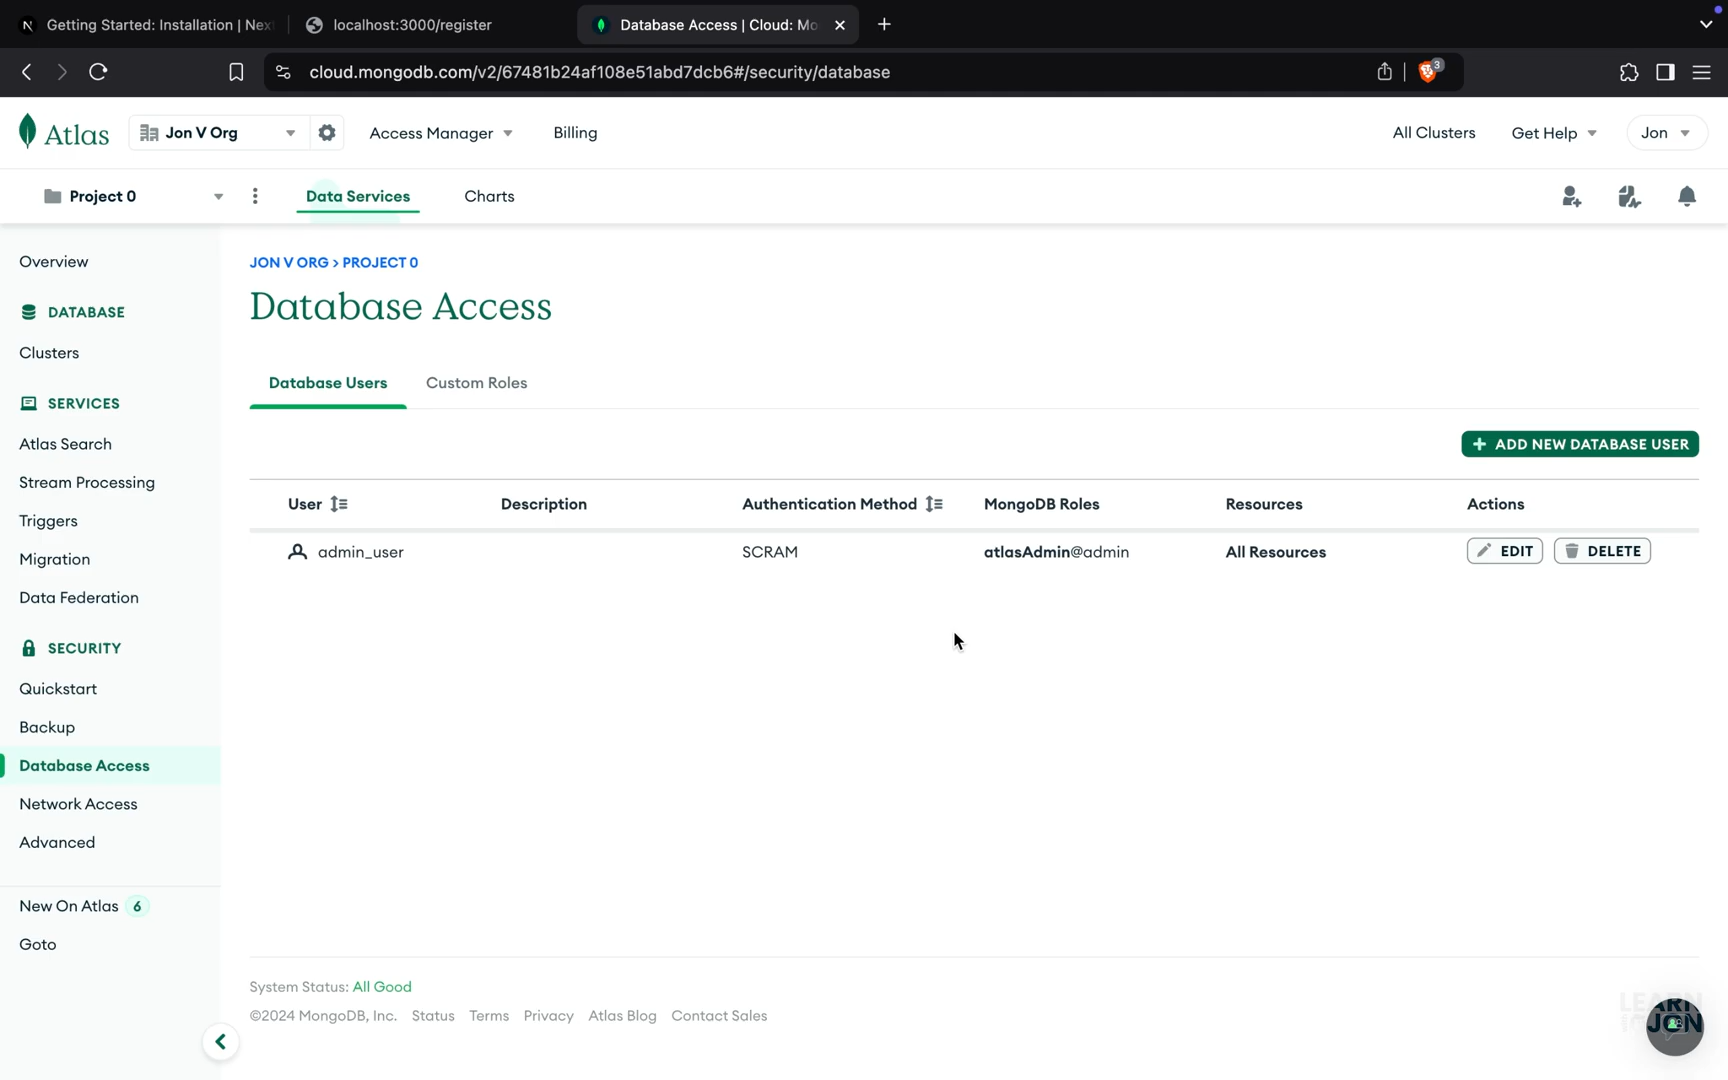 Getting Started: Installation | Nex
localhost:3000/register
Database Access | Cloud: Mo
cloud.mongodb.com/v2/67481b24af108e51abd7dcb6#/security/database
3
Atlas
Jon V Org
Access Manager
Billing
All Clusters
Get Help
Jon
Project 0
Data Services
Charts
Overview
DATABASE
Clusters
SERVICES
Atlas Search
Stream Processing
Triggers
Migration
Data Federation
SECURITY
Quickstart
Backup
Database Access
Network Access
Advanced
New On Atlas 6
Goto
JON V ORG > PROJECT 0
Database Access
Database Users
Custom Roles
+ ADD NEW DATABASE USER
User Description Authentication Method MongoDB Roles Resources Actions
admin_user SCRAM atlasAdmin@admin All Resources EDIT DELETE
System Status: All Good
©2024 MongoDB, Inc. Status Terms Privacy Atlas Blog Contact Sales
LEARN
JON